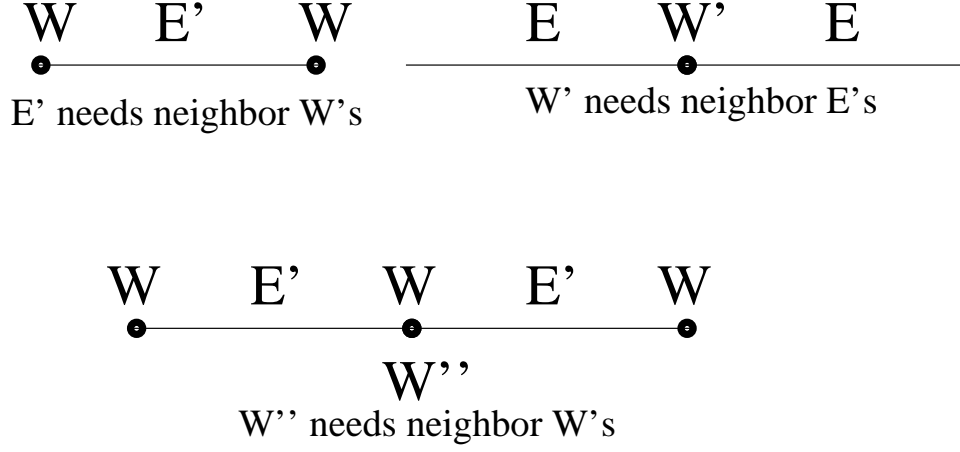 W E' W
E' needs neighbor W's
E W' E
W' needs neighbor E's
W E' W E' W
W''
W'' needs neighbor W's